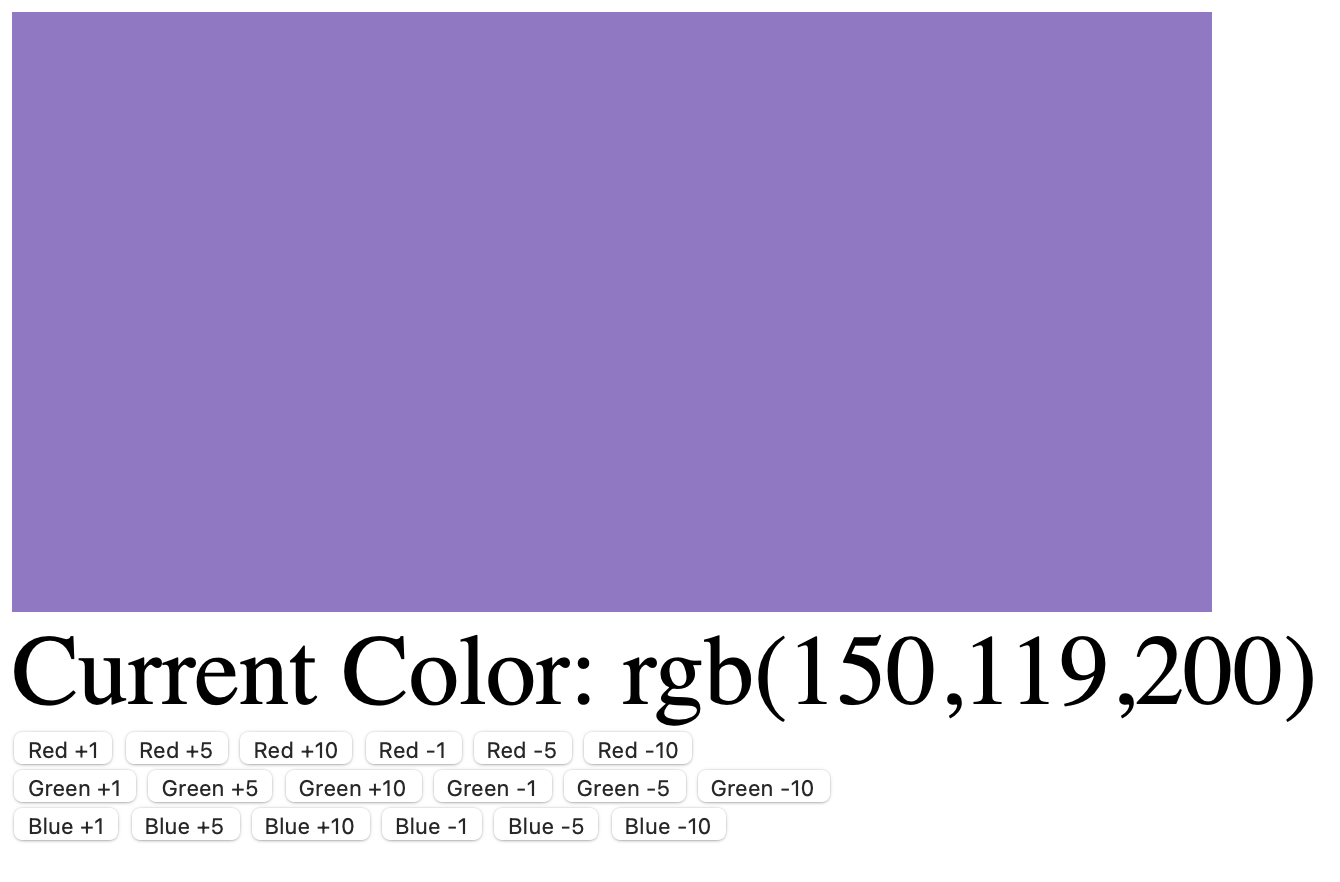 Current Color: rgb(150,119,200)
Red +1 Red +5 Red +10 Red -1 Red -5 Red -10
Green +1 Green +5 Green +10 Green -1 Green -5 Green -10
Blue +1 Blue +5 Blue +10 Blue -1 Blue -5 Blue -10